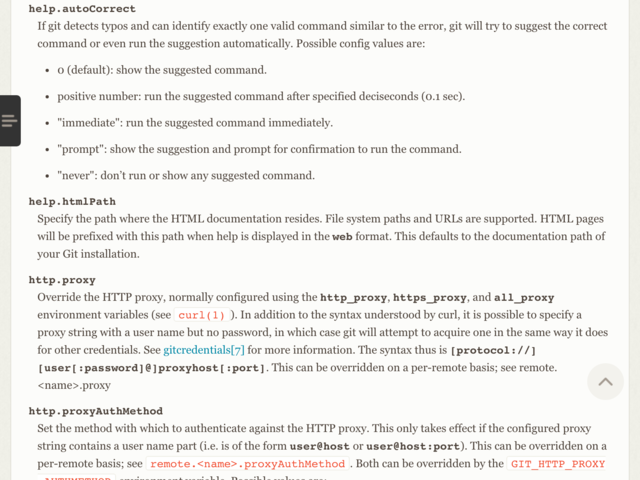 help.autoCorrect
If git detects typos and can identify exactly one valid command similar to the error, git will try to suggest the correct
command or even run the suggestion automatically. Possible config values are:
• 0 (default): show the suggested command.
• positive number: run the suggested command after specified deciseconds (0.1 sec).
• "immediate": run the suggested command immediately.
• "prompt": show the suggestion and prompt for confirmation to run the command.
• "never": don’t run or show any suggested command.
help.htmlPath
Specify the path where the HTML documentation resides. File system paths and URLs are supported. HTML pages
will be prefixed with this path when help is displayed in the web format. This defaults to the documentation path of
your Git installation.
http.proxy
Override the HTTP proxy, normally configured using the http_proxy, https_proxy, and all_proxy
environment variables (see curl(1) ). In addition to the syntax understood by curl, it is possible to specify a
proxy string with a user name but no password, in which case git will attempt to acquire one in the same way it does
for other credentials. See gitcredentials[7] for more information. The syntax thus is [protocol://]
[user[:password]@]proxyhost[:port]. This can be overridden on a per-remote basis; see remote.
<name>.proxy
http.proxyAuthMethod
Set the method with which to authenticate against the HTTP proxy. This only takes effect if the configured proxy
string contains a user name part (i.e. is of the form user@host or user@host:port). This can be overridden on a
per-remote basis; see remote.<name>.proxyAuthMethod . Both can be overridden by the GIT_HTTP_PROXY
_AUTHMETHOD environment variable. Possible values are: